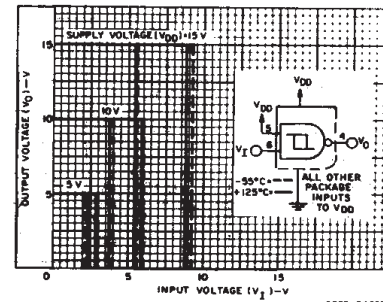 SUPPLY VOLTAGE (VDD)=15 V
15
10 V
10
5 V
5
0
5
10
15
OUTPUT VOLTAGE (VO)-V
INPUT VOLTAGE (VI)-V
VDD
VDD
5
6
4
VI
VO
-55°C=
+125°C=
ALL OTHER
PACKABE
INPUTS
TO VDD